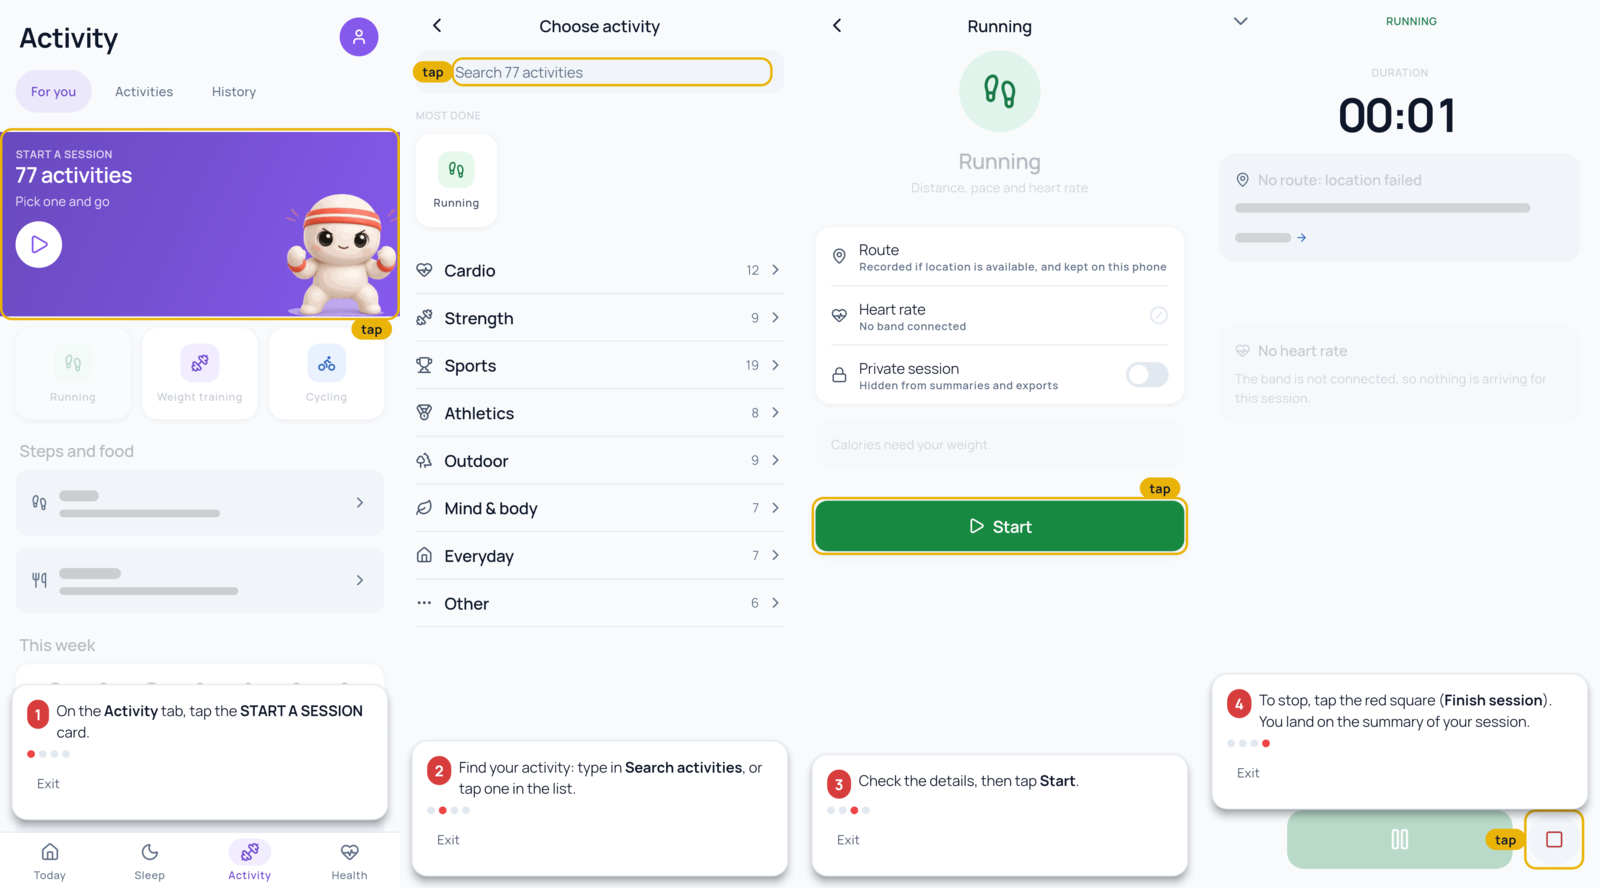 Activity
For you
Activities
History
START A SESSION
77 activities
Pick one and go
tap
Running
Weight training
Cycling
Steps and food
This week
1
On the Activity tab, tap the START A SESSION
card.
Exit
Today
Sleep
Activity
Health
Choose activity
tap
Search 77 activities
MOST DONE
Running
Cardio 12
Strength 9
Sports 19
Athletics 8
Outdoor 9
Mind & body 7
Everyday 7
Other 6
2
Find your activity: type in Search activities, or
tap one in the list.
Exit
Running
Running
Distance, pace and heart rate
Route
Recorded if location is available, and kept on this phone
Heart rate
No band connected
Private session
Hidden from summaries and exports
Calories need your weight.
tap
Start
3
Check the details, then tap Start.
Exit
RUNNING
DURATION
00:01
No route: location failed
No heart rate
The band is not connected, so nothing is arriving for
this session.
4
To stop, tap the red square (Finish session).
You land on the summary of your session.
Exit
tap